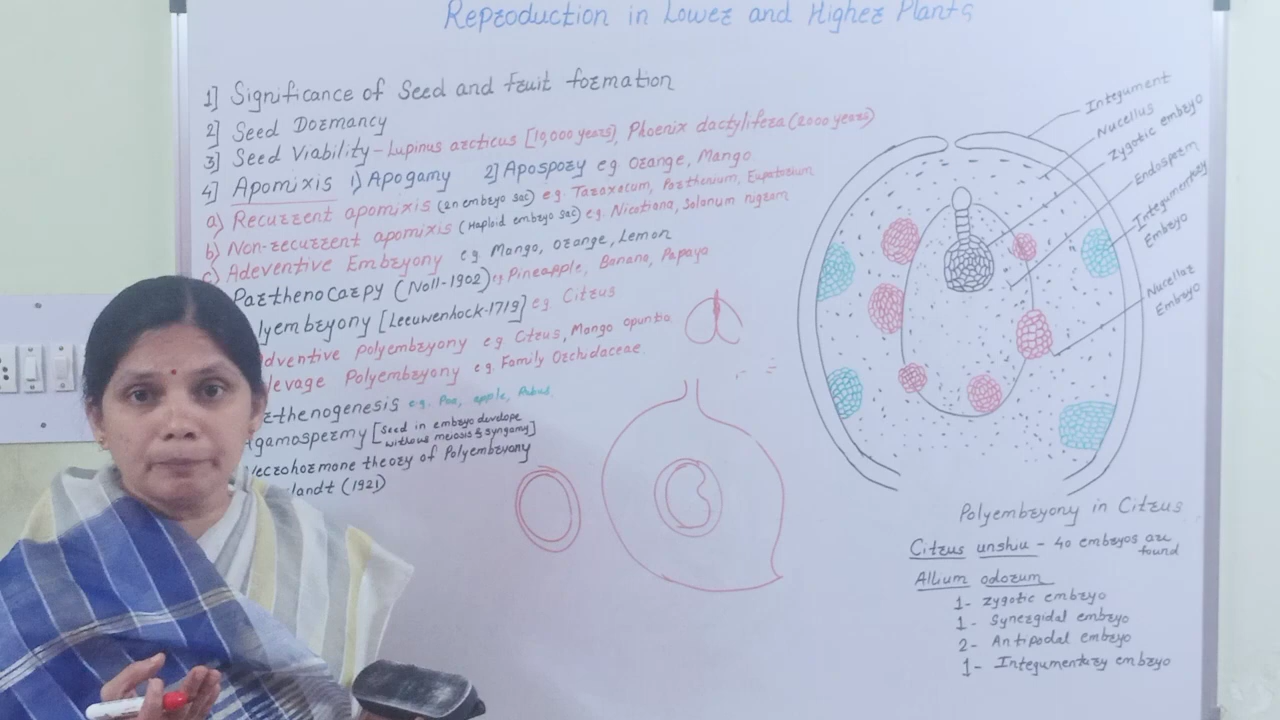 Reproduction in Lower and Higher Plants
1] Significance of Seed and Fruit formation
2] Seed Dormancy
3] Seed Viability - Lupinus arcticus [10,000 years], Phoenix dactylifera (2000 years)
4] Apomixis 1) Apogamy 2] Apospory eg orange, Mango
a) Recurrent apomixis (2n embryo sac) eg. Taraxacum, Parthenium, Eupatorium
b) Non-recurrent apomixis (Haploid embryo sac) eg. Nicotiana, Solanum nigrum
c) Adventive Embryony eg Mango, orange, Lemon
Parthenocarpy (Noll-1902) eg Pineapple, Banana, Papaya
lyembryony [Leeuwenhock-1719] eg Citrus
dventive polyembryony eg. Citrus, Mango opuntia
levage Polyembryony eg. Family Orchidaceae
rthenogenesis eg. Poa, apple, Rubus
gamospermy [Seed in embryo develope without meiosis & syngamy]
Necrohormone theory of Polyembryony
landt (1921)
Integument
Nucellus
Zygotic embryo
Endosperm
Integumentary
Embryo
Nucellar
Embryo
Polyembryony in Citrus
Citrus unshiu - 40 embryos are
found
Allium odorum
1- Zygotic embryo
1- Synergidal embryo
2- Antipodal embryo
1- Integumentary embryo